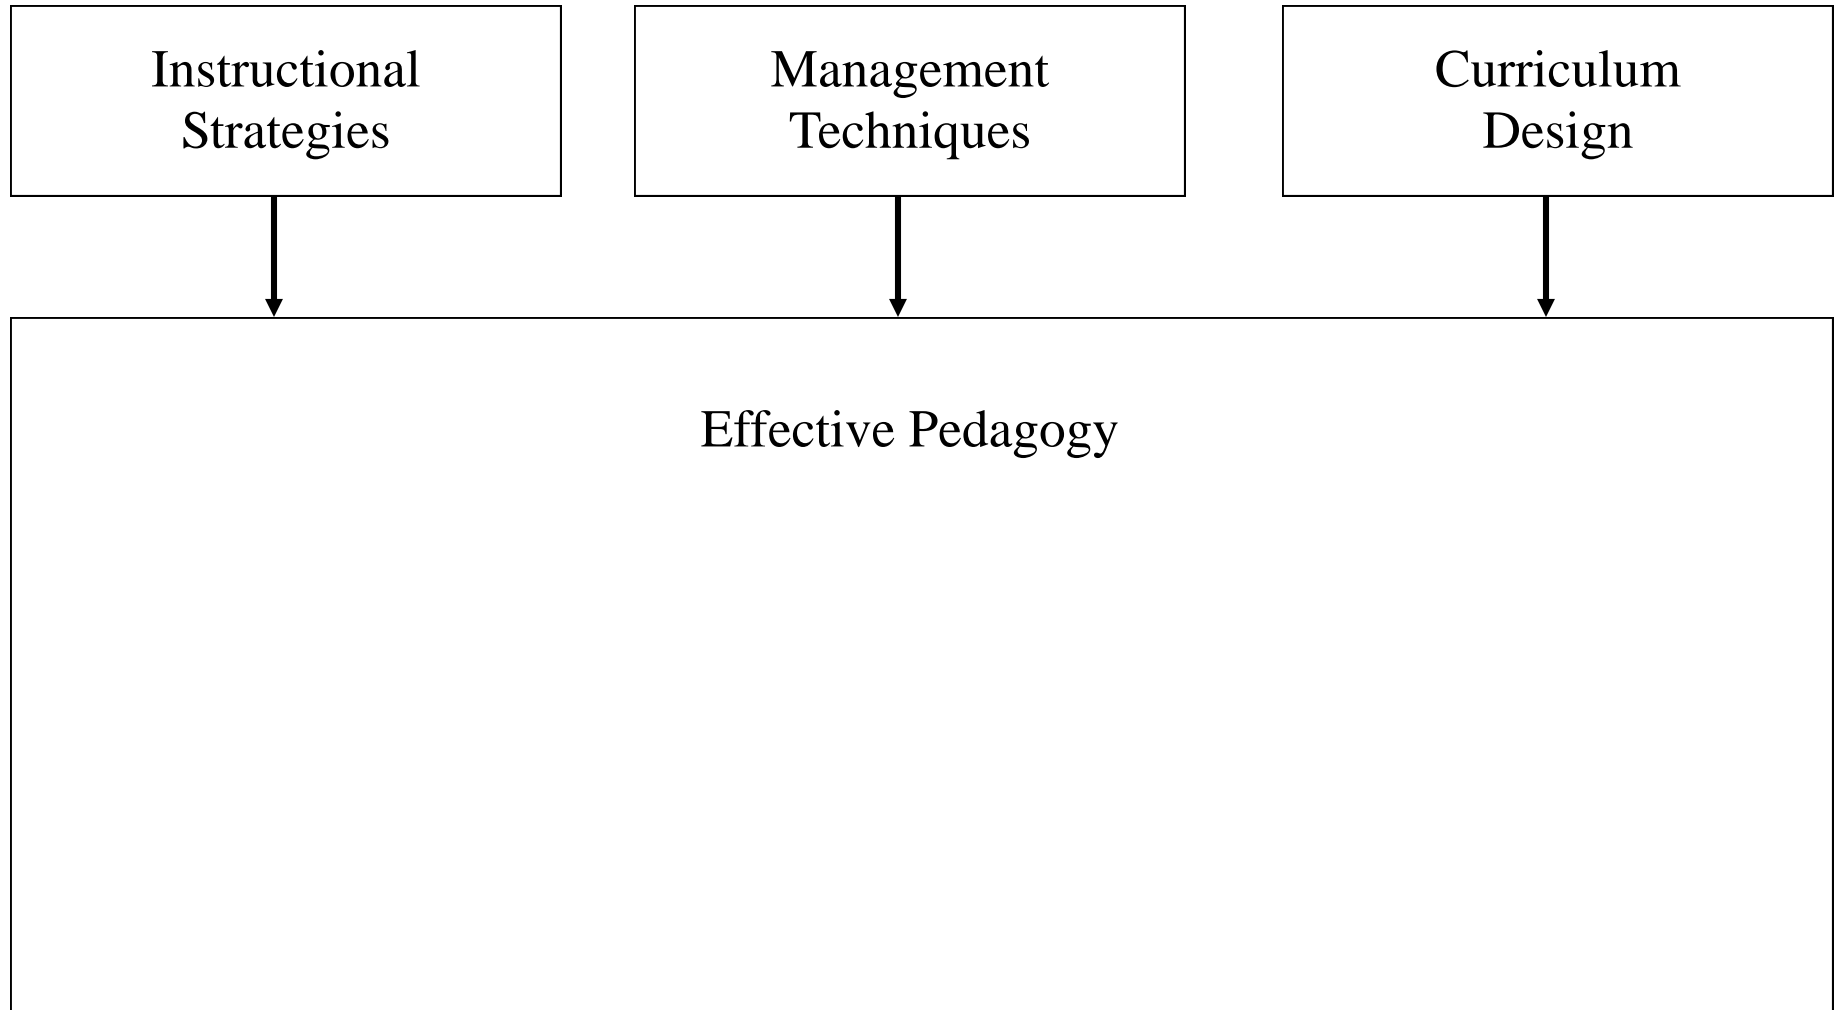 Instructional
Strategies
Management
Techniques
Curriculum
Design
Effective Pedagogy